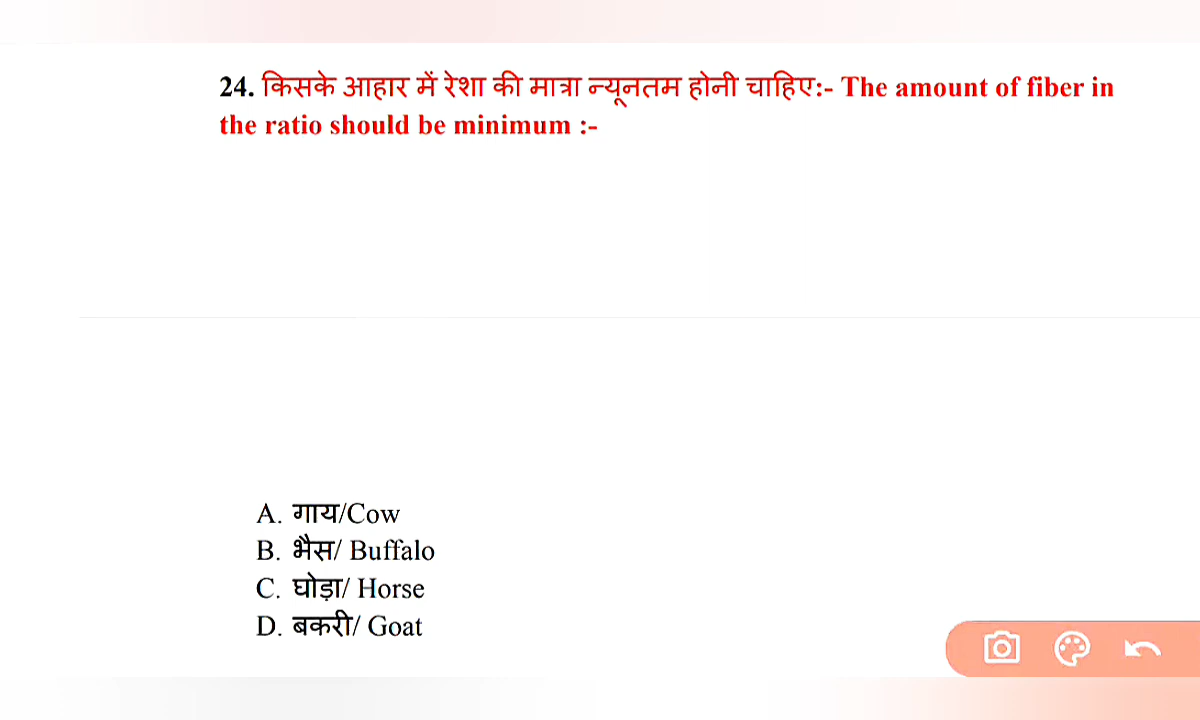 24. किसके आहार में रेशा की मात्रा न्यूनतम होनी चाहिए:- The amount of fiber in
the ratio should be minimum :-
A. गाय/Cow
B. भैस/ Buffalo
C. घोड़ा/ Horse
D. बकरी/ Goat